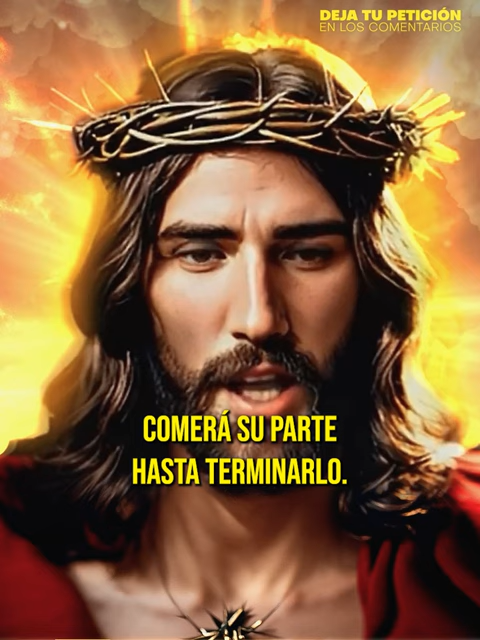 DEJA TU PETICIÓN
EN LOS COMENTARIOS
COMERÁ SU PARTE
HASTA TERMINARLO.